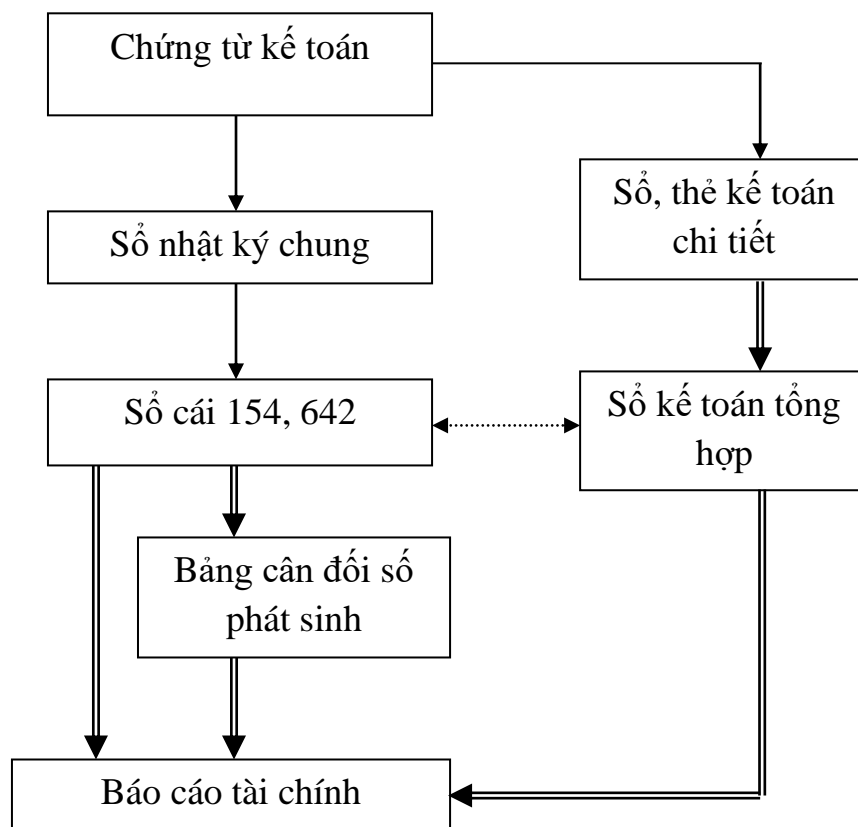 Chứng từ kế toán
Sổ, thẻ kế toán
chi tiết
Sổ nhật ký chung
Sổ cái 154, 642
Sổ kế toán tổng
hợp
Bảng cân đối số
phát sinh
Báo cáo tài chính